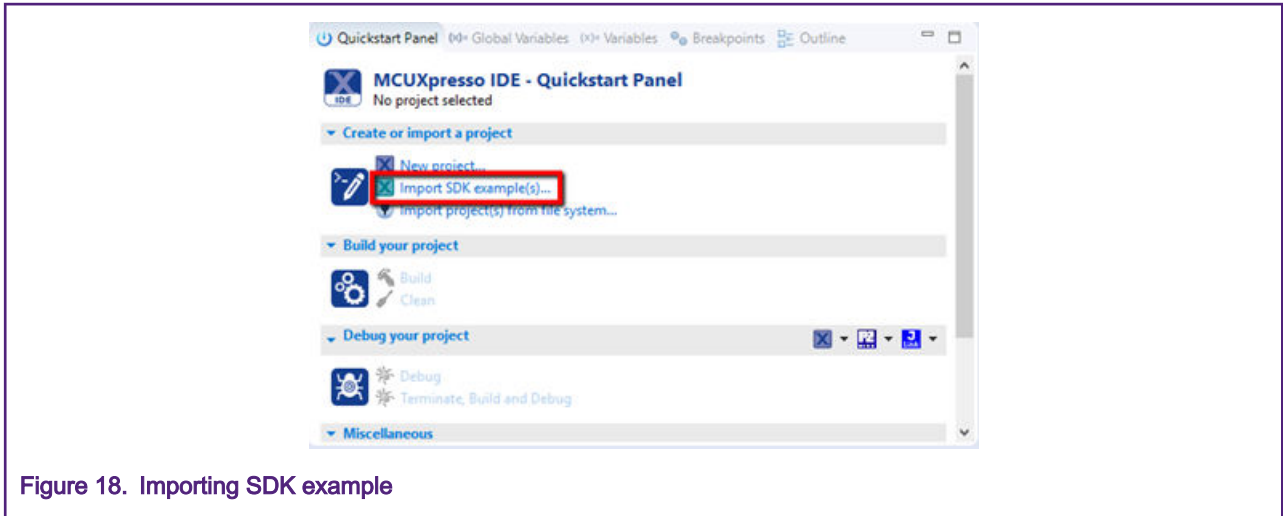 Quickstart Panel (x)= Global Variables (x)= Variables Breakpoints Outline
MCUXpresso IDE - Quickstart Panel
IDE No project selected
Create or import a project
New project...
Import SDK example(s)...
Import project(s) from file system...
Build your project
Build
Clean
Debug your project
Debug
Terminate, Build and Debug
Miscellaneous
Figure 18. Importing SDK example